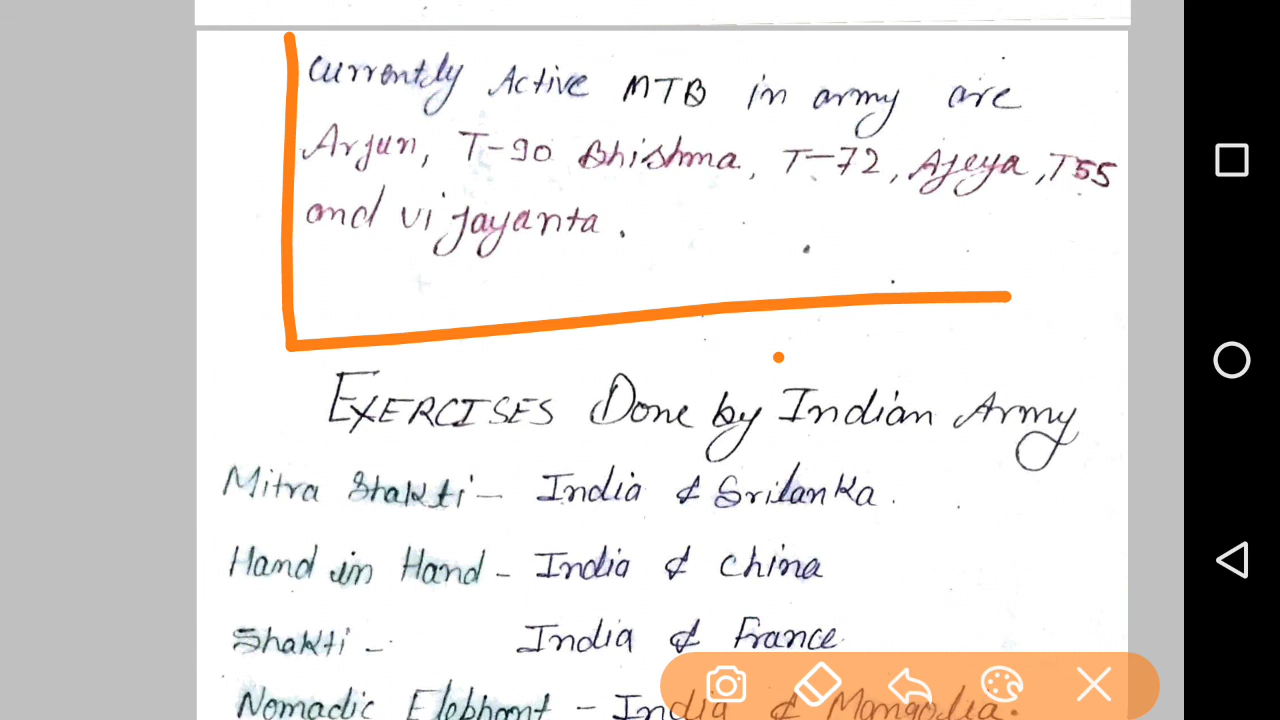 Currently Active MTB in army are
Arjun, T-90 Bhishma, T-72, Ajeya, T55
and vijayanta.
EXERCISES Done by Indian Army
Mitra Shakti - India & Srilanka.
Hand in Hand - India & China
Shakti - India & France
Nomadic Elephant - India & Mongolia.